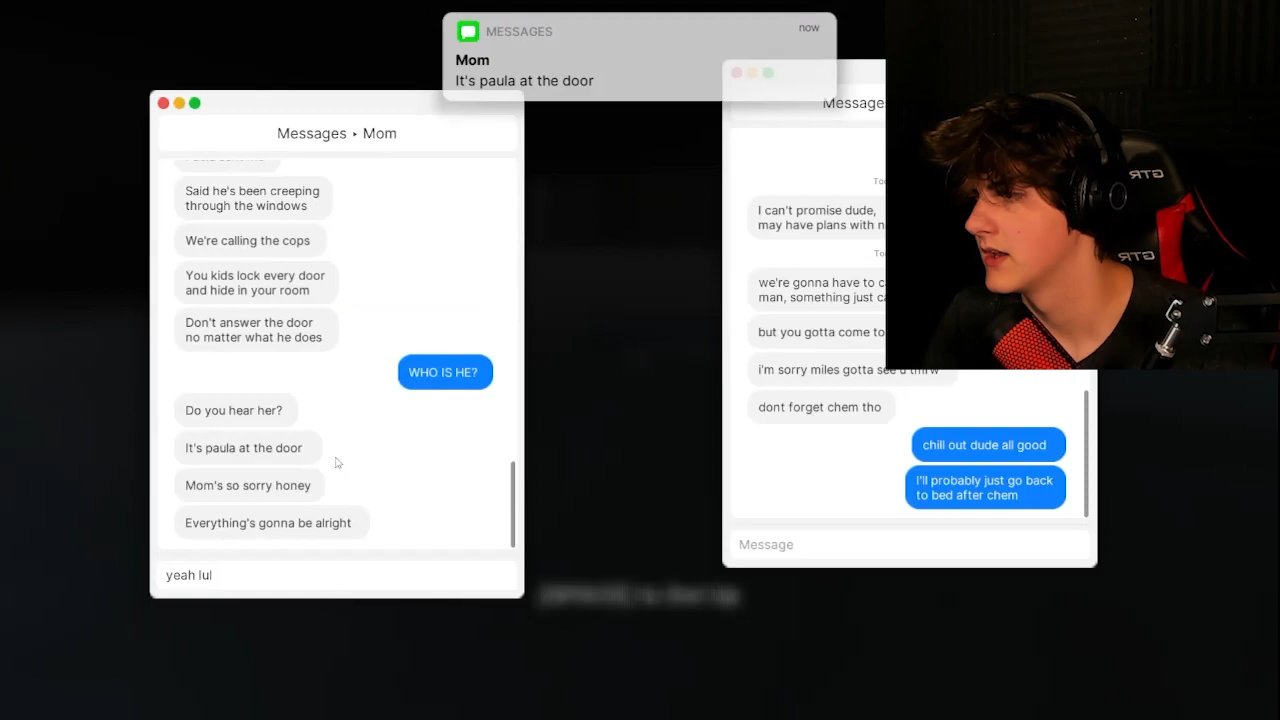 MESSAGES
now
Mom
It's paula at the door
Messages ▸ Mom
Said he's been creeping
through the windows
We're calling the cops
You kids lock every door
and hide in your room
Don't answer the door
no matter what he does
WHO IS HE?
Do you hear her?
It's paula at the door
Mom's so sorry honey
Everything's gonna be alright
yeah lul
Messages
I can't promise dude,
may have plans with
we're gonna have to
man, something just
but you gotta come
i'm sorry miles gotta see u
dont forget chem tho
chill out dude all good
I'll probably just go back
to bed after chem
Message
GTR
GTR